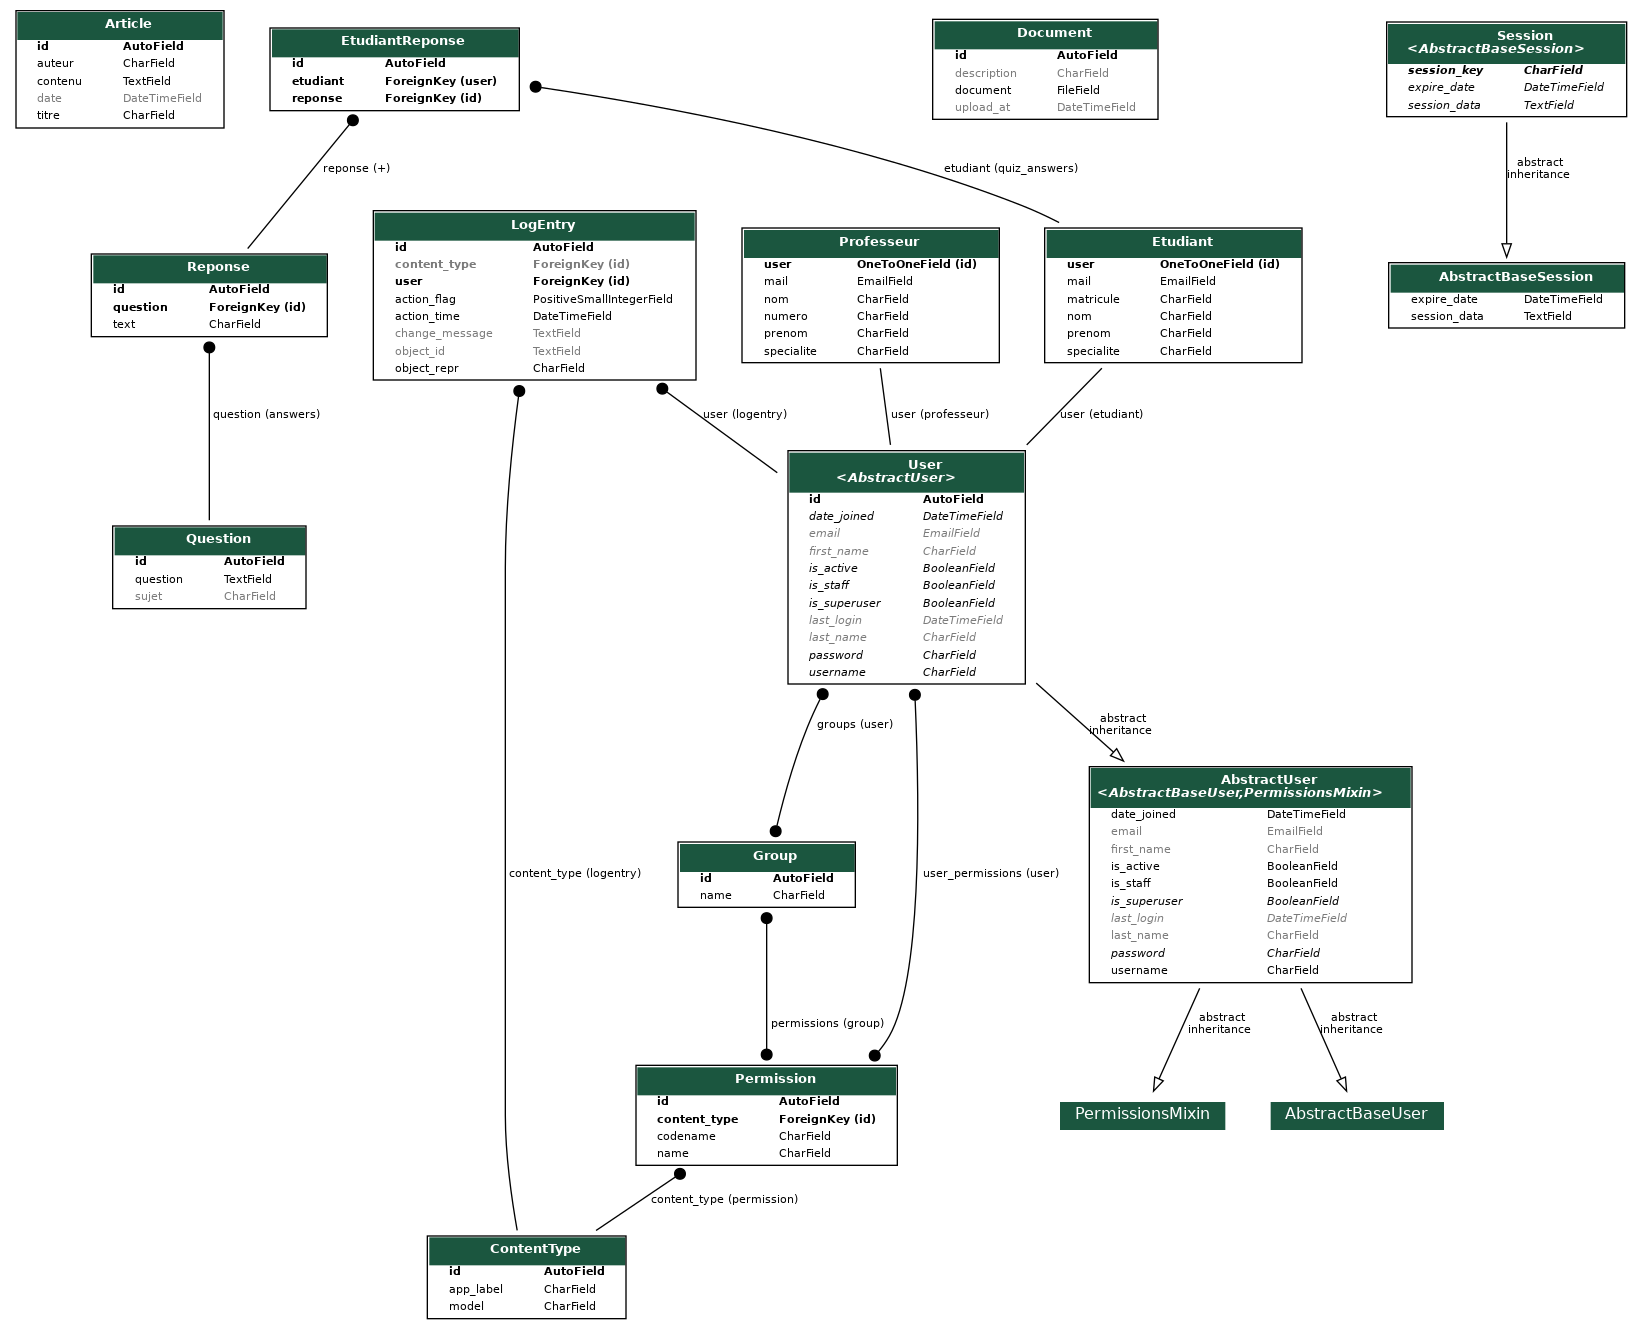 Article
id AutoField
auteur CharField
contenu TextField
date DateTimeField
titre CharField
EtudiantReponse
id AutoField
etudiant ForeignKey (user)
reponse ForeignKey (id)
Document
id AutoField
description CharField
document FileField
upload_at DateTimeField
Session
<AbstractBaseSession>
session_key CharField
expire_date DateTimeField
session_data TextField
reponse (+)
etudiant (quiz_answers)
abstract
inheritance
Reponse
id AutoField
question ForeignKey (id)
text CharField
LogEntry
id AutoField
content_type ForeignKey (id)
user ForeignKey (id)
action_flag PositiveSmallIntegerField
action_time DateTimeField
change_message TextField
object_id TextField
object_repr CharField
Professeur
user OneToOneField (id)
mail EmailField
nom CharField
numero CharField
prenom CharField
specialite CharField
Etudiant
user OneToOneField (id)
mail EmailField
matricule CharField
nom CharField
prenom CharField
specialite CharField
AbstractBaseSession
expire_date DateTimeField
session_data TextField
question (answers)
user (logentry)
user (professeur)
user (etudiant)
Question
id AutoField
question TextField
sujet CharField
User
<AbstractUser>
id AutoField
date_joined DateTimeField
email EmailField
first_name CharField
is_active BooleanField
is_staff BooleanField
is_superuser BooleanField
last_login DateTimeField
last_name CharField
password CharField
username CharField
groups (user)
abstract
inheritance
AbstractUser
<AbstractBaseUser,PermissionsMixin>
date_joined DateTimeField
email EmailField
first_name CharField
is_active BooleanField
is_staff BooleanField
is_superuser BooleanField
last_login DateTimeField
last_name CharField
password CharField
username CharField
content_type (logentry)
Group
id AutoField
name CharField
user_permissions (user)
permissions (group)
abstract
inheritance
abstract
inheritance
Permission
id AutoField
content_type ForeignKey (id)
codename CharField
name CharField
PermissionsMixin
AbstractBaseUser
content_type (permission)
ContentType
id AutoField
app_label CharField
model CharField